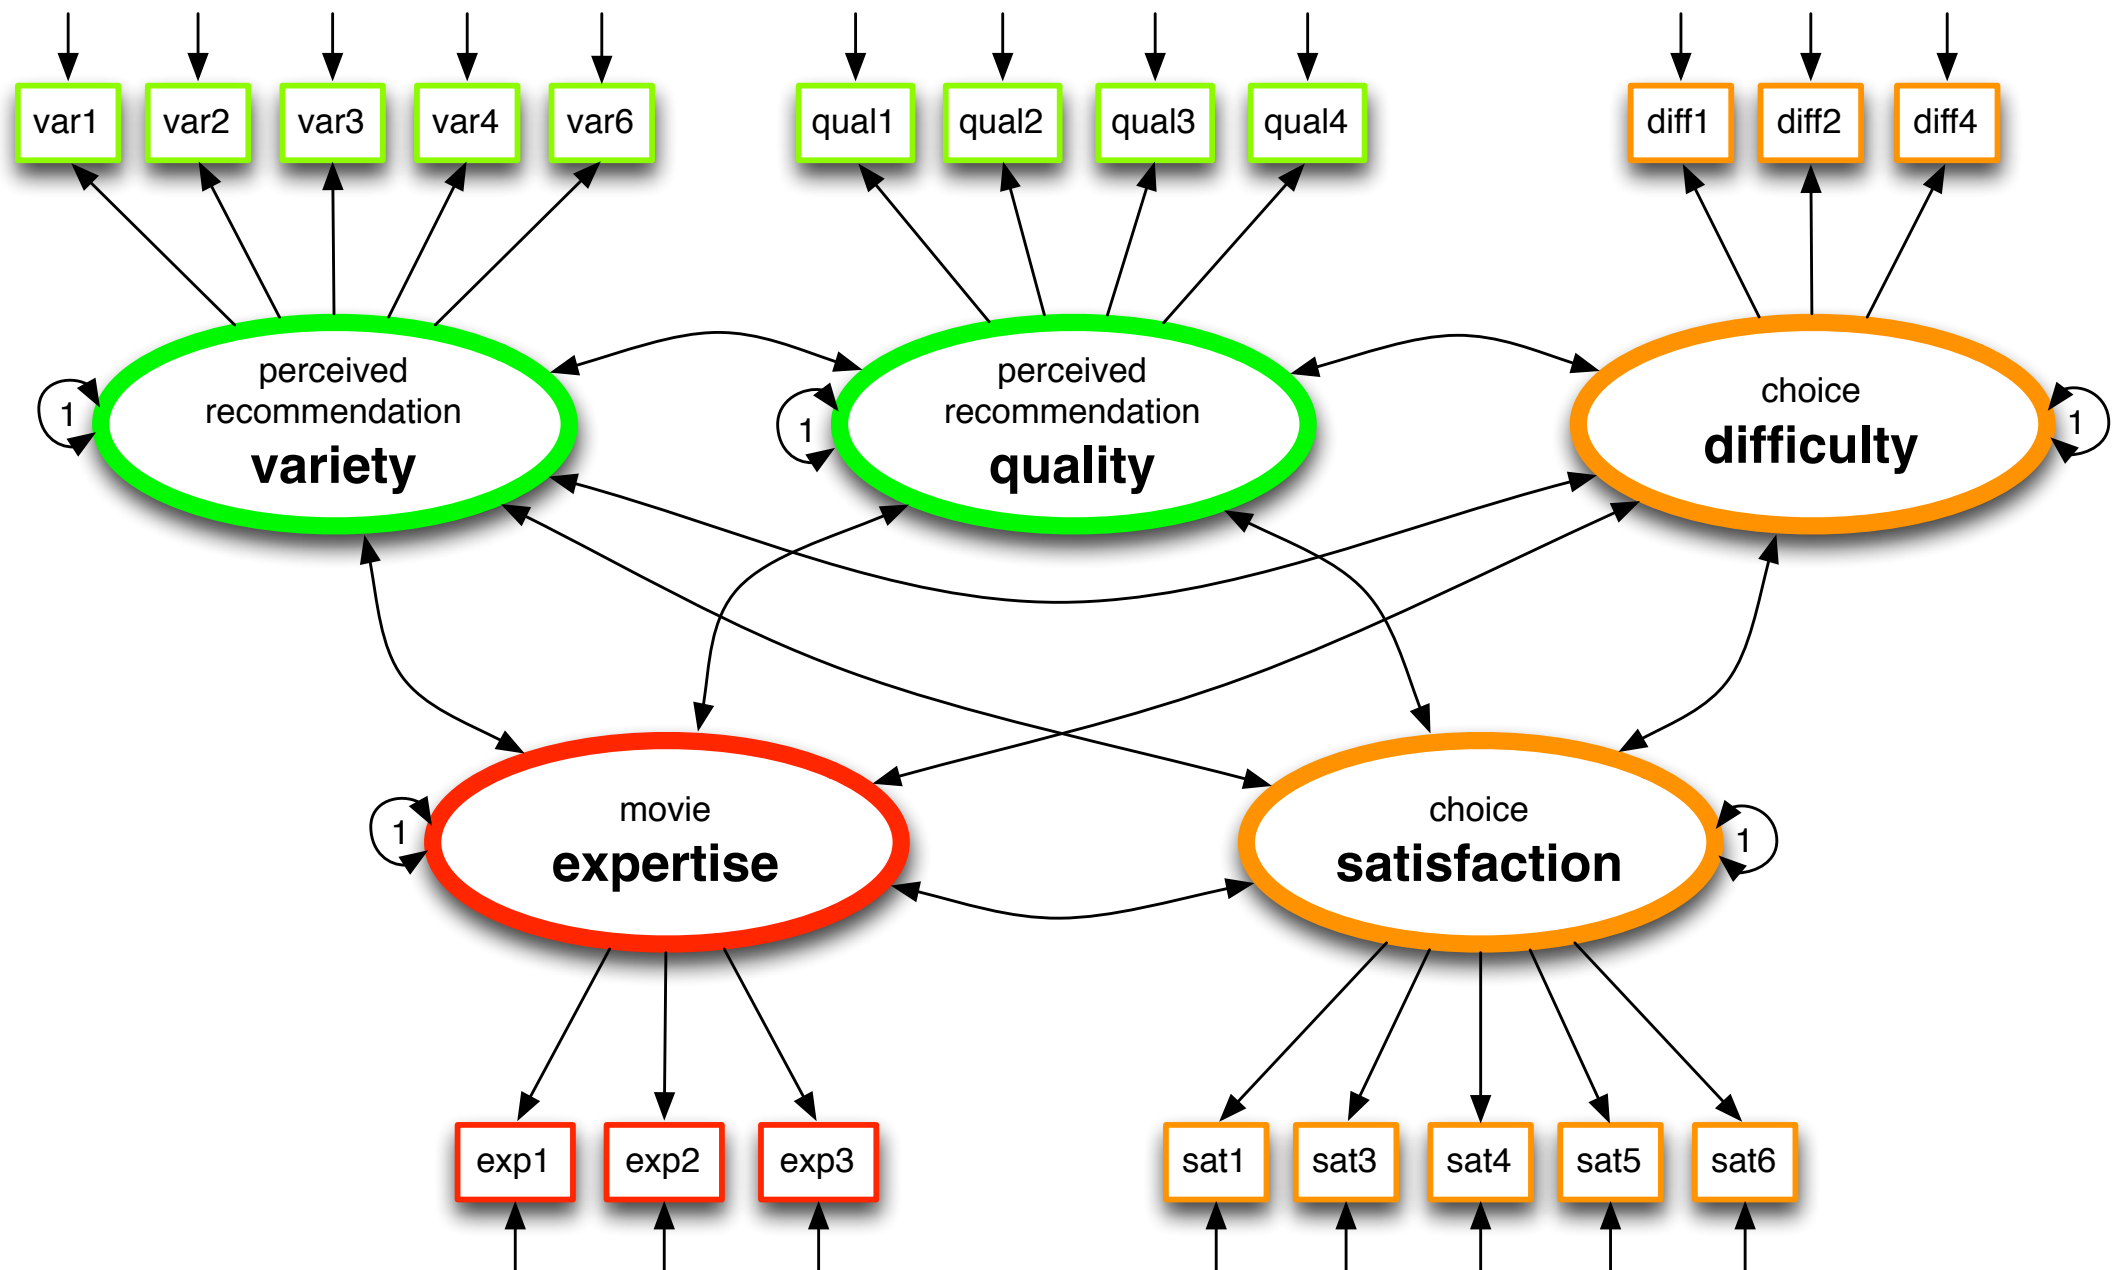 var1 var2 var3 var4 var6 qual1 qual2 qual3 qual4 diff1 diff2 diff4
perceived
recommendation
variety
1
perceived
recommendation
quality
1
choice
difficulty
1
movie
expertise
1
choice
satisfaction
1
exp1 exp2 exp3 sat1 sat3 sat4 sat5 sat6